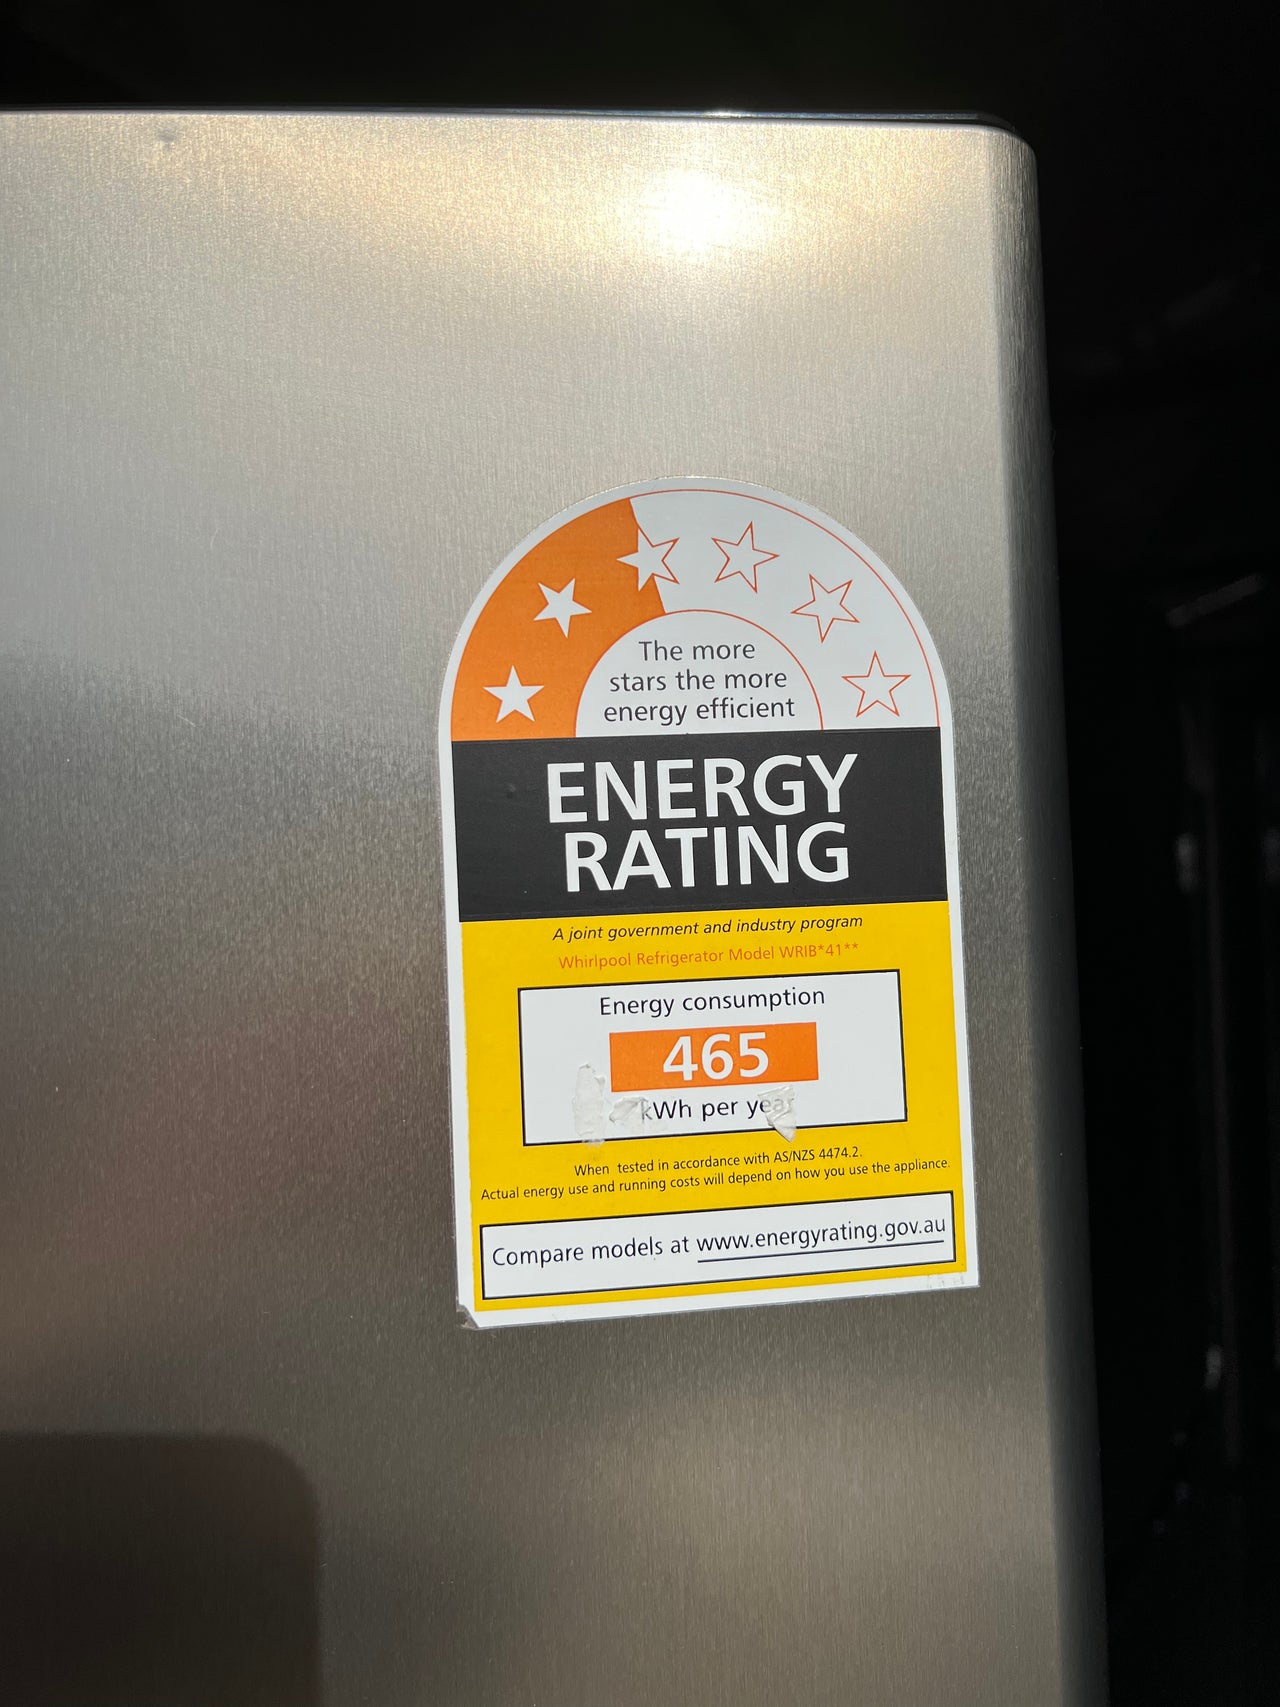 The more
stars the more
energy efficient
ENERGY
RATING
A joint government and industry program
Whirlpool Refrigerator Model WRIB*41**
Energy consumption
465
kWh per year
When tested in accordance with AS/NZS 4474.2.
Actual energy use and running costs will depend on how you use the appliance.
Compare models at www.energyrating.gov.au